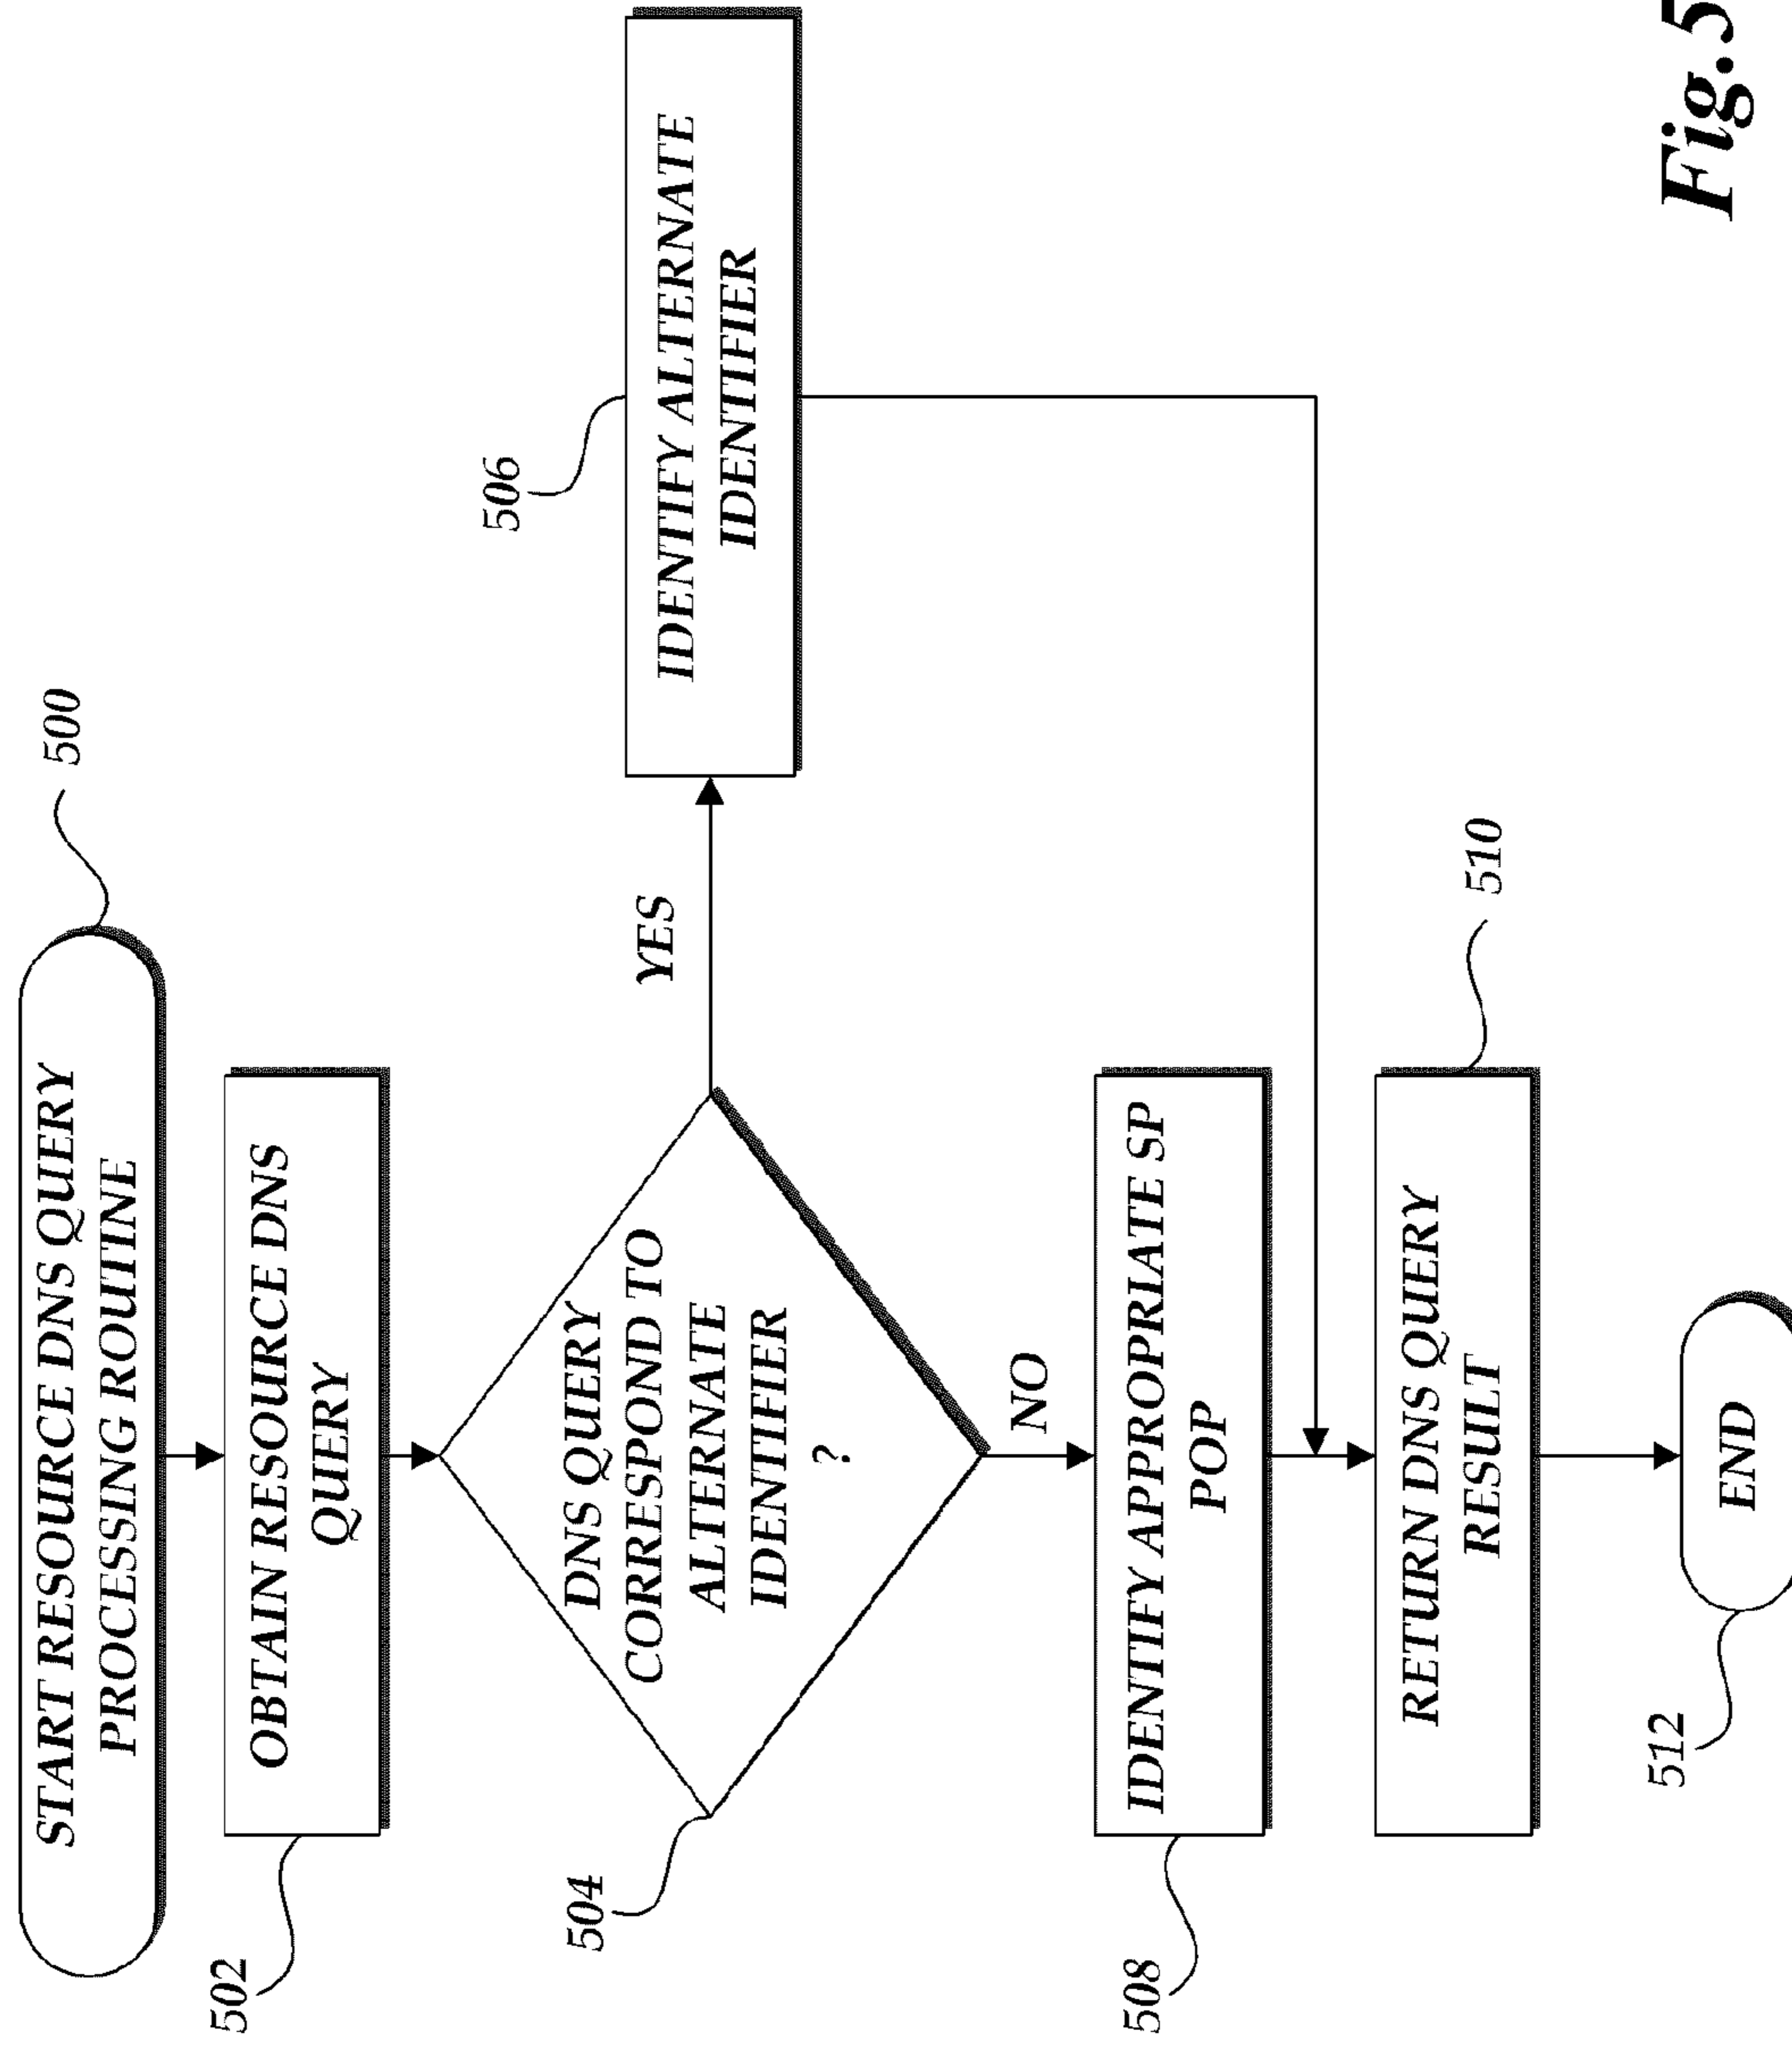 500
START RESOURCE DNS QUERY
PROCESSING ROUTINE
502
OBTAIN RESOURCE DNS
QUERY
504
DNS QUERY
CORRESPOND TO
ALTERNATE
IDENTIFIER
?
YES
506
IDENTIFY ALTERNATE
IDENTIFIER
NO
508
IDENTIFY APPROPRIATE SP
POP
510
RETURN DNS QUERY
RESULT
512
END
Fig.5